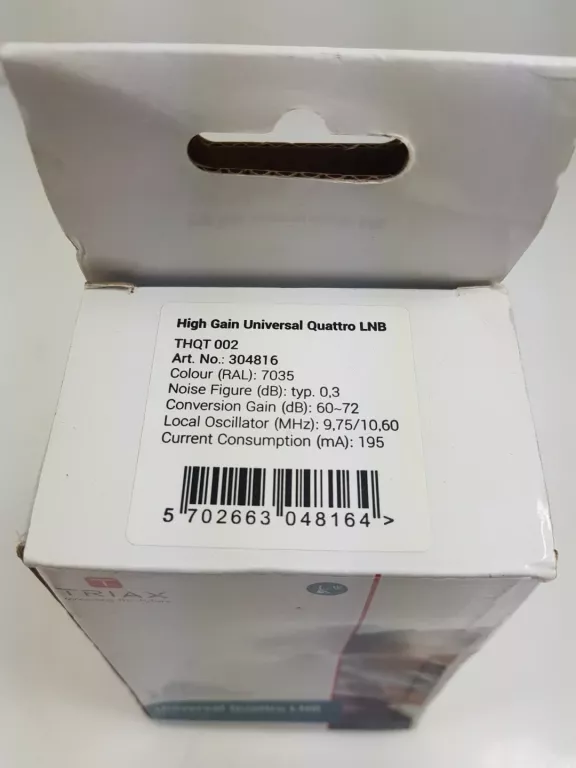 High Gain Universal Quattro LNB
THQT 002
Art. No.: 304816
Colour (RAL): 7035
Noise Figure (dB): typ. 0,3
Conversion Gain (dB): 60~72
Local Oscillator (MHz): 9,75/10,60
Current Consumption (mA): 195
5 702663 048164 >
TRIAX
Universal Quattro LNB